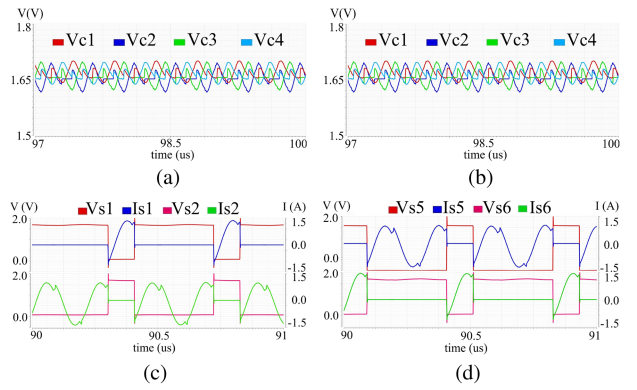 V(V)
1.8
Vc1 Vc2 Vc3 Vc4
1.65
1.5
97 98.5 100
time (us)
(a)
V(V)
1.8
Vc1 Vc2 Vc3 Vc4
1.65
1.5
97 98.5 100
time (us)
(b)
V (V) Vs1 Is1 Vs2 Is2 I (A)
2.0 1.5
0.0 0.0
-1.5
2.0 1.5
0.0 0.0
-1.5
90 90.5 91
time (us)
(c)
V (V) Vs5 Is5 Vs6 Is6 I (A)
2.0 1.5
0.0 0.0
-1.5
2.0 1.5
0.0 0.0
-1.5
90 90.5 91
time (us)
(d)